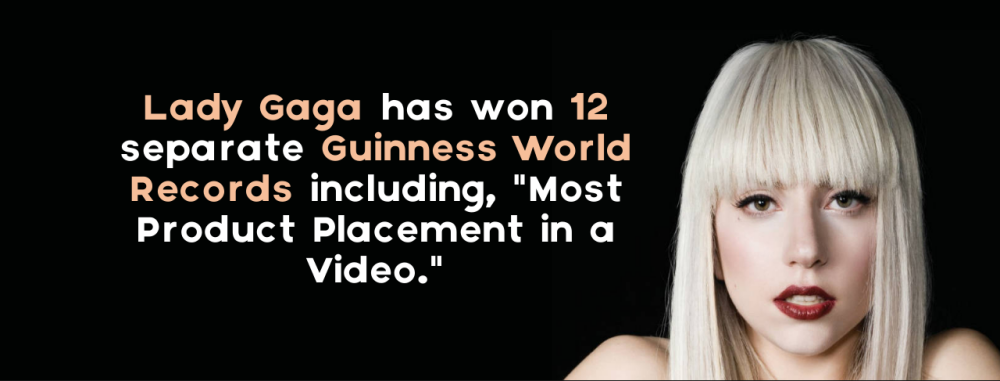 Lady Gaga has won 12
separate Guinness World
Records including, "Most
Product Placement in a
Video."